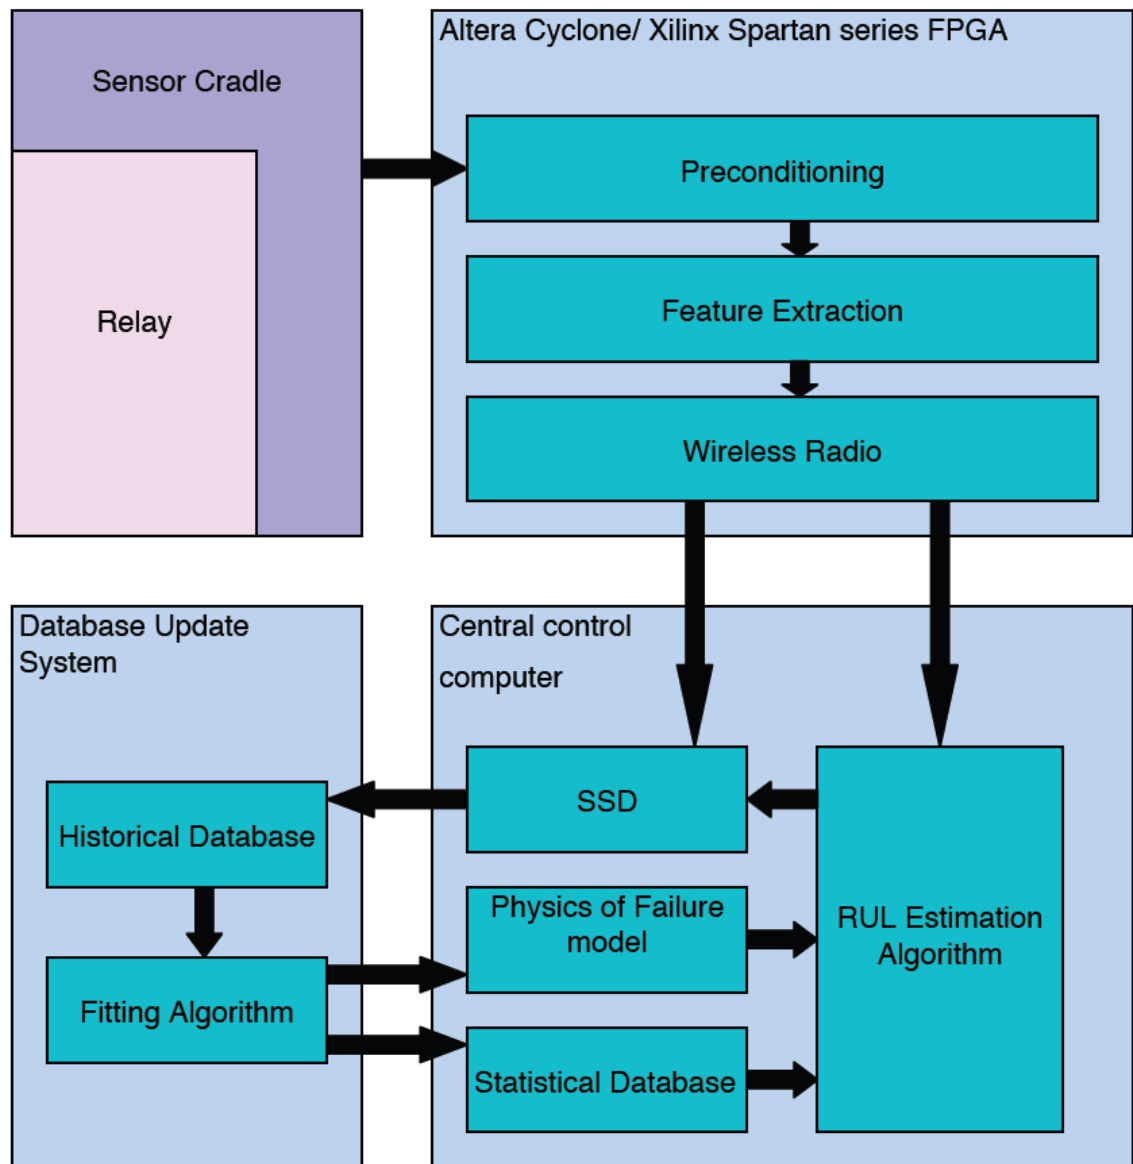 Sensor Cradle
Relay
Altera Cyclone/ Xilinx Spartan series FPGA
Preconditioning
Feature Extraction
Wireless Radio
Database Update
System
Historical Database
Fitting Algorithm
Central control
computer
SSD
Physics of Failure
model
Statistical Database
RUL Estimation
Algorithm